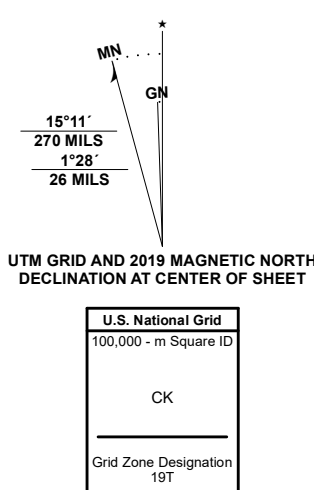 ★
MN
GN
15°11´
270 MILS
1°28´
26 MILS
UTM GRID AND 2019 MAGNETIC NORTH
DECLINATION AT CENTER OF SHEET
U.S. National Grid
100,000 - m Square ID
CK
Grid Zone Designation
19T